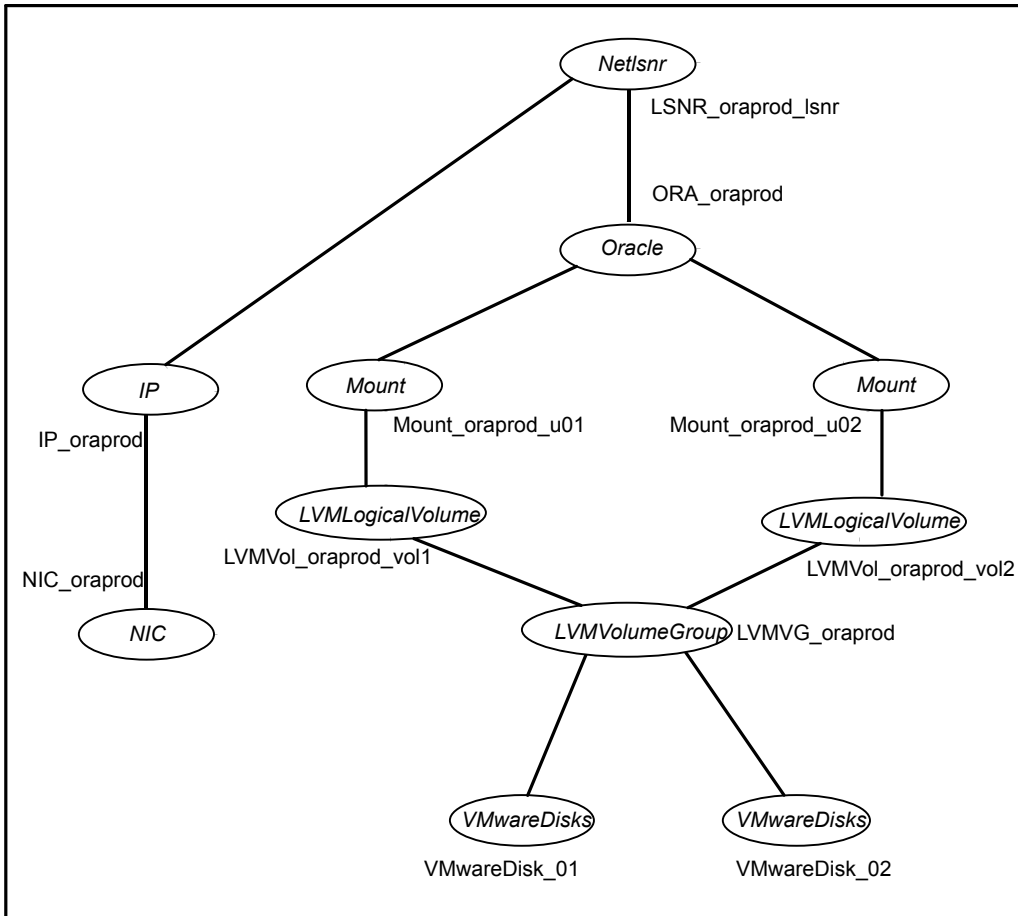 Netlsnr
LSNR_oraprod_lsnr
ORA_oraprod
Oracle
IP
Mount
Mount
IP_oraprod
Mount_oraprod_u01
Mount_oraprod_u02
LVMLogicalVolume
LVMLogicalVolume
LVMVol_oraprod_vol1
LVMVol_oraprod_vol2
NIC_oraprod
NIC
LVMVolumeGroup
LVMVG_oraprod
VMwareDisks
VMwareDisks
VMwareDisk_01
VMwareDisk_02